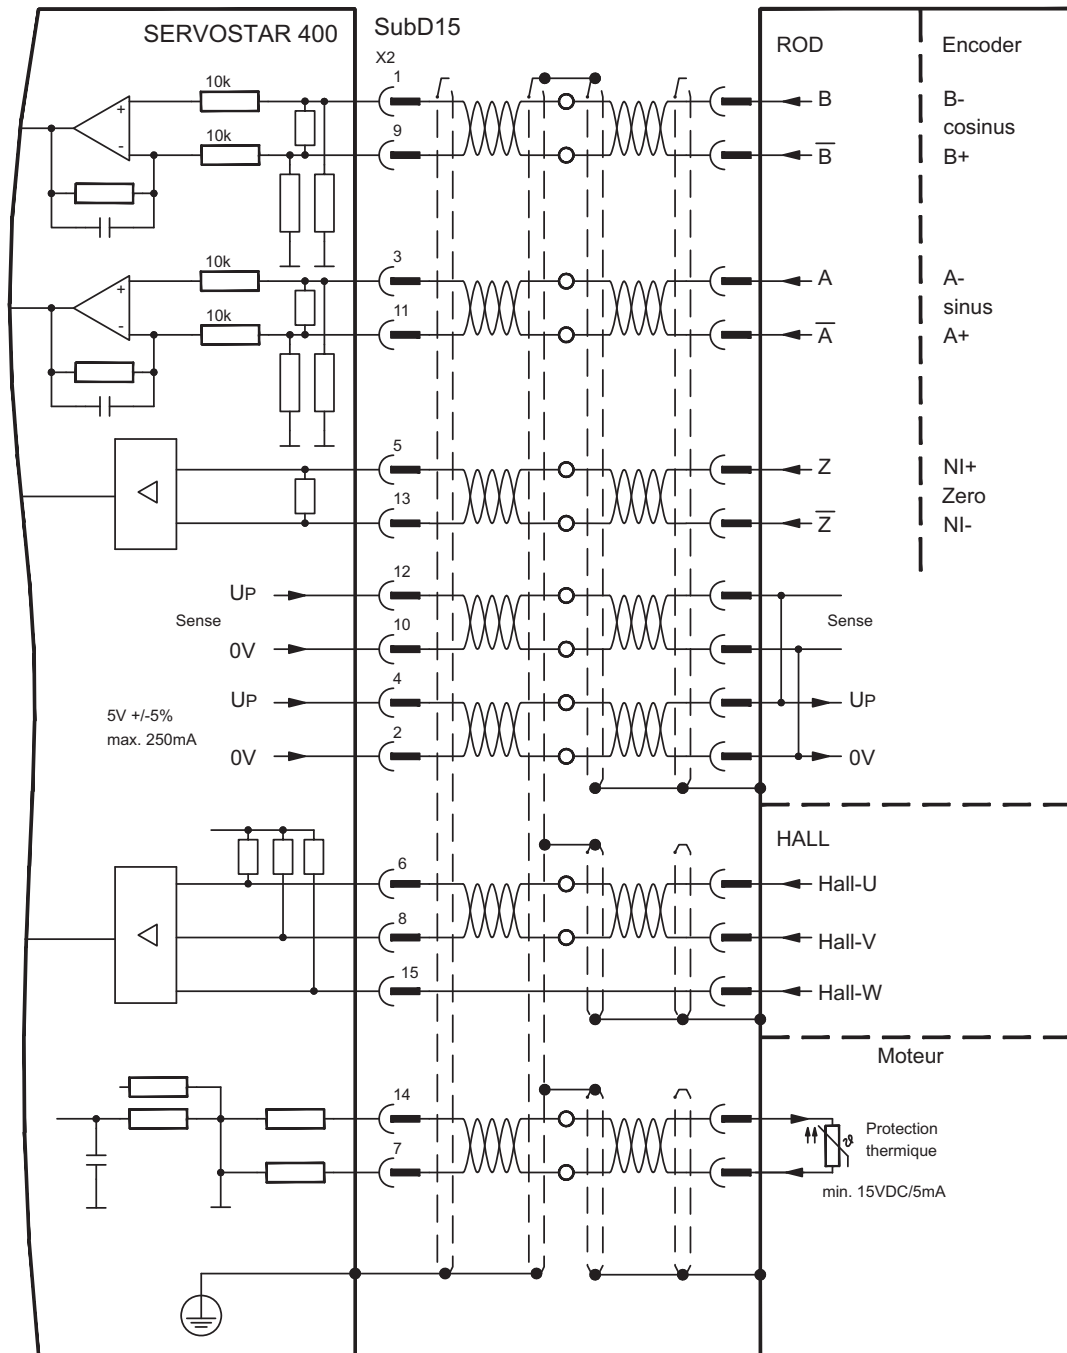 SERVOSTAR 400
SubD15
ROD
Encoder
X2
10k
1
B
B-
cosinus
10k
9
B̅
B+
10k
3
A
A-
sinus
10k
11
A̅
A+
5
Z
NI+
Zero
13
Z̅
NI-
UP
12
Sense
Sense
0V
10
UP
4
UP
5V +/-5%
max. 250mA
0V
2
0V
HALL
6
Hall-U
8
Hall-V
15
Hall-W
Moteur
14
Protection
thermique
7
ϑ
min. 15VDC/5mA
+
-
+
-